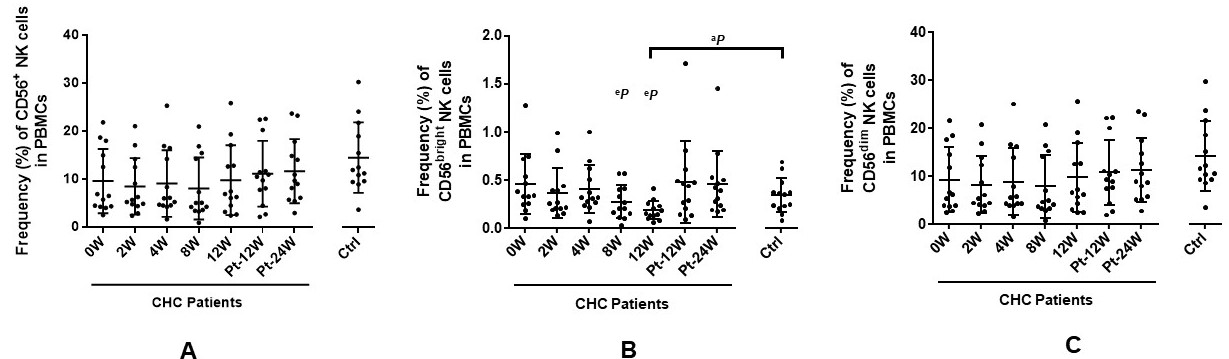 Frequency (%) of CD56⁺ NK cells
in PBMCs
40
30
20
10
0
0W
2W
4W
8W
12W
Pt-12W
Pt-24W
Ctrl
CHC Patients
A
Frequency (%) of
CD56bright NK cells
in PBMCs
2.0
1.5
1.0
0.5
0.0
ᵃP
ᵉP
ᵉP
0W
2W
4W
8W
12W
Pt-12W
Pt-24W
Ctrl
CHC Patients
B
Frequency (%) of
CD56dim NK cells
in PBMCs
40
30
20
10
0
0W
2W
4W
8W
12W
Pt-12W
Pt-24W
Ctrl
CHC Patients
C